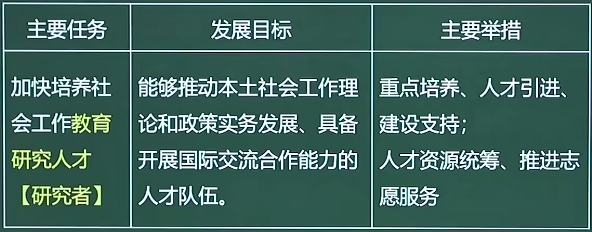 主要任务
发展目标
主要举措
加快培养社
会工作教育
研究人才
【研究者】
能够推动本土社会工作理
论和政策实务发展、具备
开展国际交流合作能力的
人才队伍。
重点培养、人才引进、
建设支持；
人才资源统筹、推进志
愿服务